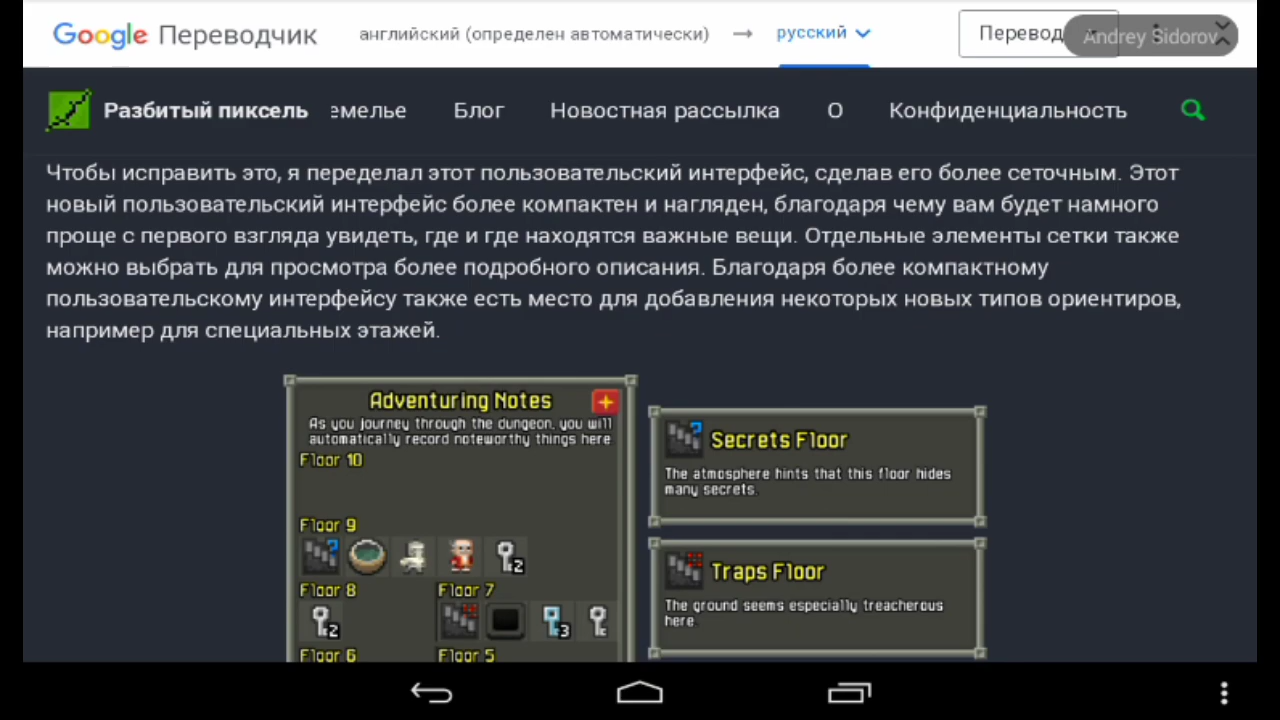 Google Переводчик английский (определен автоматически) → русский Перевод Andrey Sidorov
Разбитый пиксель емелье Блог Новостная рассылка О Конфиденциальность
Чтобы исправить это, я переделал этот пользовательский интерфейс, сделав его более сеточным. Этот
новый пользовательский интерфейс более компактен и нагляден, благодаря чему вам будет намного
проще с первого взгляда увидеть, где и где находятся важные вещи. Отдельные элементы сетки также
можно выбрать для просмотра более подробного описания. Благодаря более компактному
пользовательскому интерфейсу также есть место для добавления некоторых новых типов ориентиров,
например для специальных этажей.
Adventuring Notes
As you journey through the dungeon, you will
automatically record noteworthy things here.
Floor 10
Floor 9
2
Floor 8 Floor 7
2 3
Floor 6 Floor 5
Secrets Floor
The atmosphere hints that this floor hides
many secrets.
Traps Floor
The ground seems especially treacherous
here.